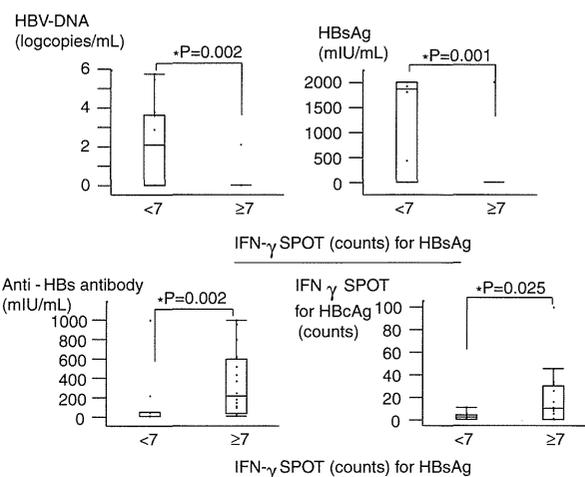 HBV-DNA
(logcopies/mL)
*P=0.002
6
4
2
0
<7
≥7
HBsAg
(mIU/mL)
*P=0.001
2000
1500
1000
500
0
<7
≥7
IFN-γ SPOT (counts) for HBsAg
Anti - HBs antibody
(mIU/mL)
*P=0.002
1000
800
600
400
200
0
<7
≥7
IFN γ SPOT
for HBcAg
(counts)
*P=0.025
100
80
60
40
20
0
<7
≥7
IFN-γ SPOT (counts) for HBsAg